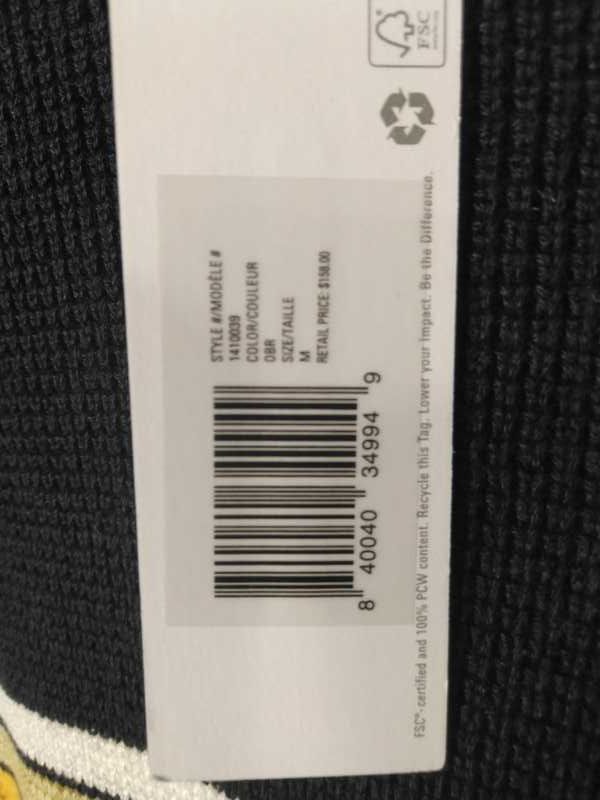 FSC
STYLE #/MODÈLE #
1410039
COLOR/COULEUR
OBR
SIZE/TAILLE
M
RETAIL PRICE: $158.00
8 40040 34994 9
FSC®-certified and 100% PCW content. Recycle this Tag. Lower your Impact. Be the Difference.